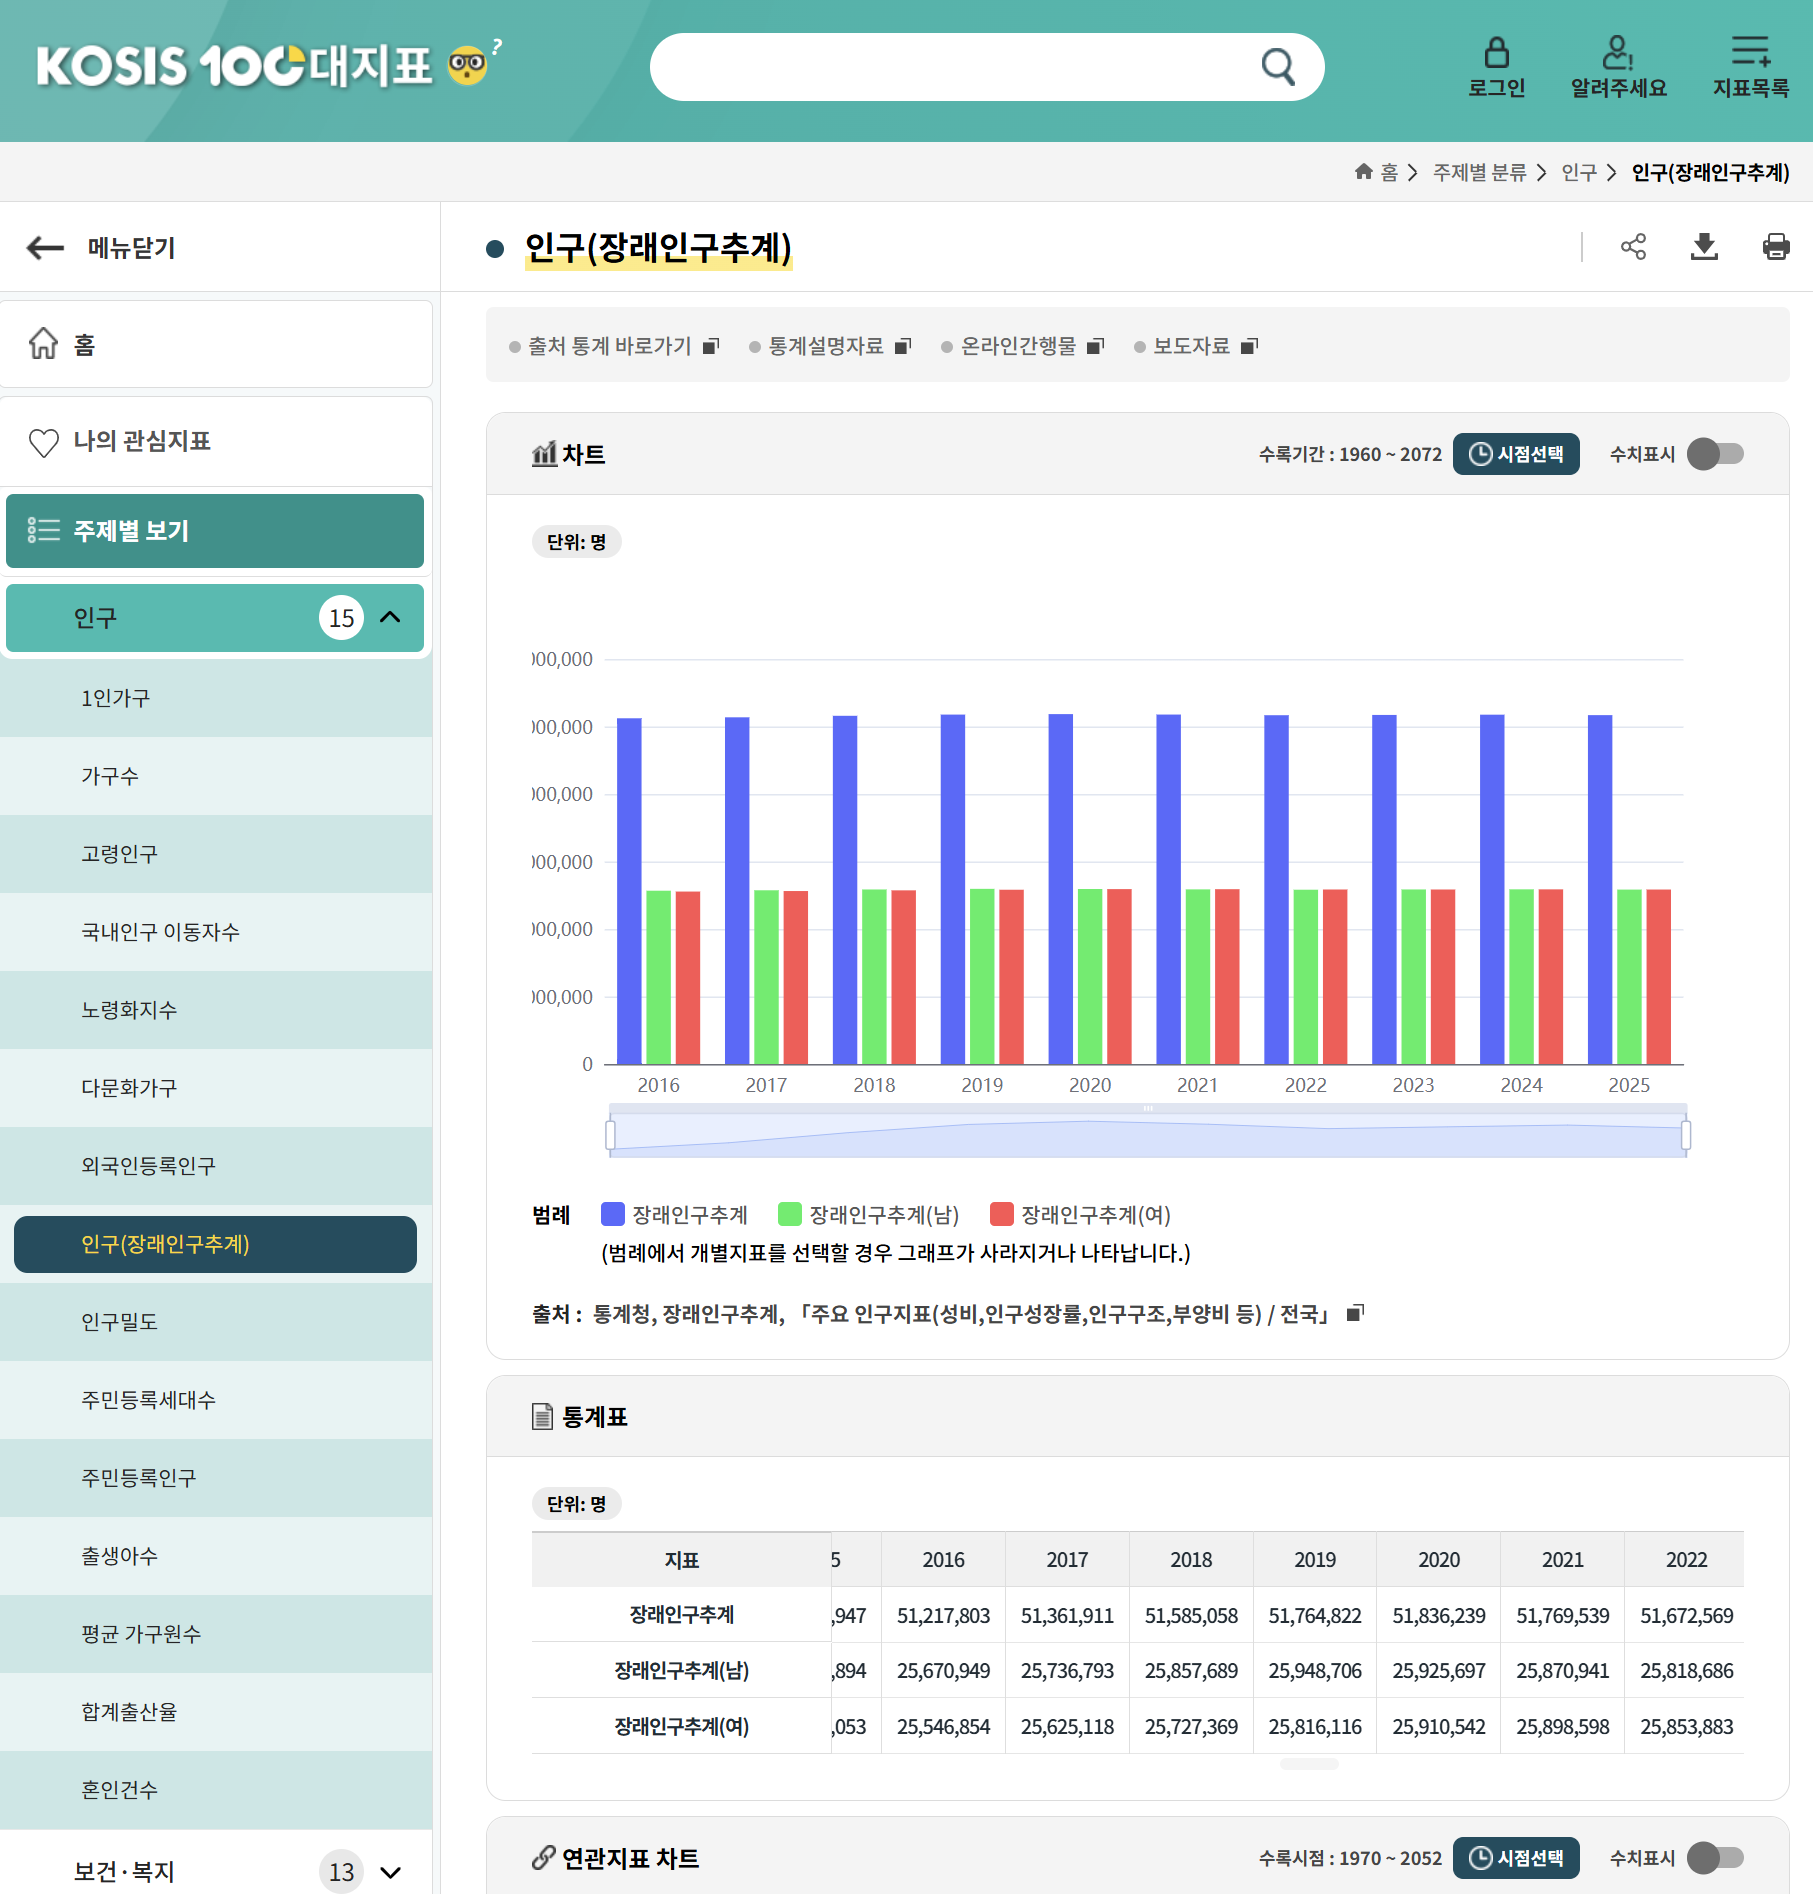 KOSIS 100대지표 ?
로그인
알려주세요
지표목록
홈 > 주제별 분류 > 인구 > 인구(장래인구추계)
메뉴닫기
홈
나의 관심지표
주제별 보기
인구 15
1인가구
가구수
고령인구
국내인구 이동자수
노령화지수
다문화가구
외국인등록인구
인구(장래인구추계)
인구밀도
주민등록세대수
주민등록인구
출생아수
평균 가구원수
합계출산율
혼인건수
보건·복지 13
인구(장래인구추계)
출처 통계 바로가기 통계설명자료 온라인간행물 보도자료
차트 수록기간 : 1960 ~ 2072 시점선택 수치표시
단위: 명
000,000
000,000
000,000
000,000
000,000
000,000
0
2016 2017 2018 2019 2020 2021 2022 2023 2024 2025
범례 장래인구추계 장래인구추계(남) 장래인구추계(여)
(범례에서 개별지표를 선택할 경우 그래프가 사라지거나 나타납니다.)
출처 : 통계청, 장래인구추계, 「주요 인구지표(성비,인구성장률,인구구조,부양비 등) / 전국」
통계표
단위: 명
지표 5 2016 2017 2018 2019 2020 2021 2022
장래인구추계 ,947 51,217,803 51,361,911 51,585,058 51,764,822 51,836,239 51,769,539 51,672,569
장래인구추계(남) ,894 25,670,949 25,736,793 25,857,689 25,948,706 25,925,697 25,870,941 25,818,686
장래인구추계(여) ,053 25,546,854 25,625,118 25,727,369 25,816,116 25,910,542 25,898,598 25,853,883
연관지표 차트 수록시점 : 1970 ~ 2052 시점선택 수치표시